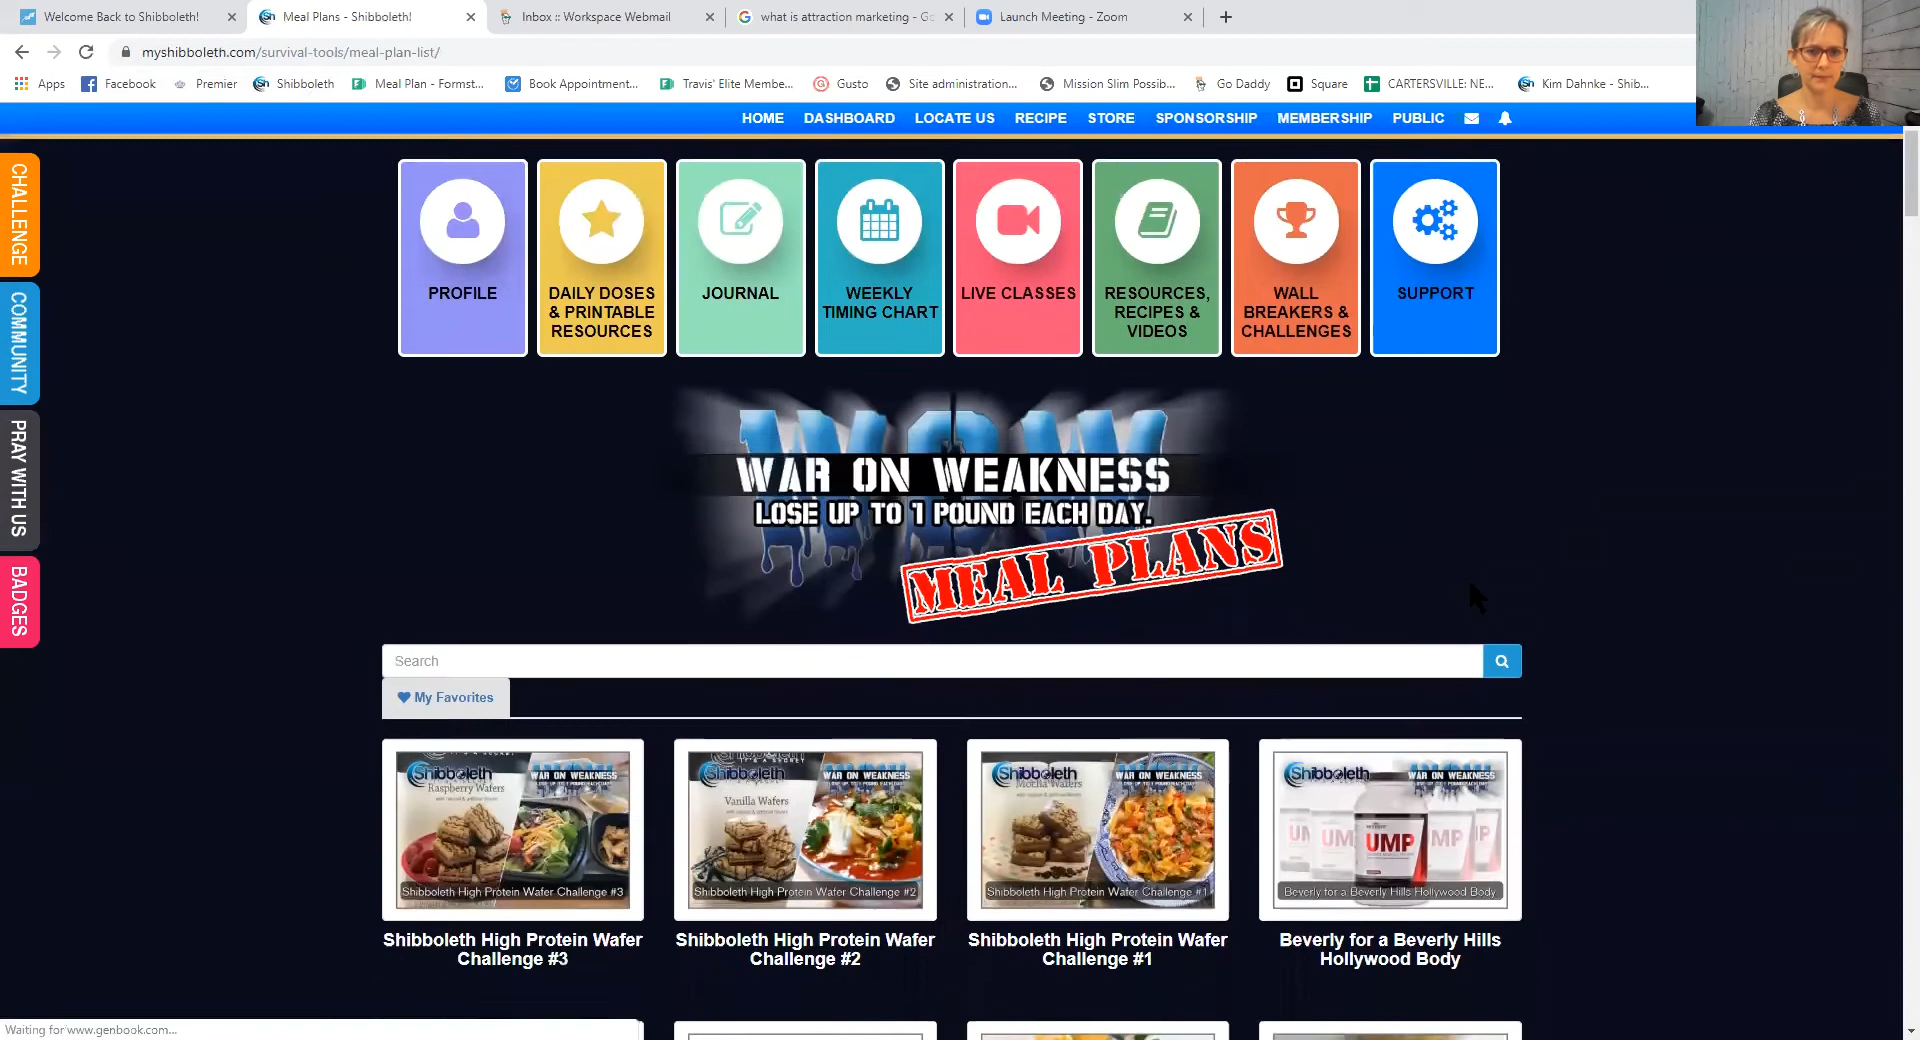 Welcome Back to Shibboleth!
Meal Plans - Shibboleth!
Inbox :: Workspace Webmail
what is attraction marketing - Go
Launch Meeting - Zoom
myshibboleth.com/survival-tools/meal-plan-list/
Apps
Facebook
Premier
Shibboleth
Meal Plan - Formst...
Book Appointment...
Travis' Elite Membe...
Gusto
Site administration...
Mission Slim Possib...
Go Daddy
Square
CARTERSVILLE: NE...
Kim Dahnke - Shib...
HOME
DASHBOARD
LOCATE US
RECIPE
STORE
SPONSORSHIP
MEMBERSHIP
PUBLIC
CHALLENGE
COMMUNITY
PRAY WITH US
BADGES
PROFILE
DAILY DOSES
& PRINTABLE
RESOURCES
JOURNAL
WEEKLY
TIMING CHART
LIVE CLASSES
RESOURCES,
RECIPES &
VIDEOS
WALL
BREAKERS &
CHALLENGES
SUPPORT
WOW
WAR ON WEAKNESS
LOSE UP TO 1 POUND EACH DAY.
MEAL PLANS
Search
My Favorites
Shibboleth
IT'S A SECRET
WAR ON WEAKNESS
Raspberry Wafers
Shibboleth High Protein Wafer Challenge #3
Shibboleth
IT'S A SECRET
WAR ON WEAKNESS
Vanilla Wafers
Shibboleth High Protein Wafer Challenge #2
Shibboleth
WAR ON WEAKNESS
Mocha Wafers
Shibboleth High Protein Wafer Challenge #1
Shibboleth
WAR ON WEAKNESS
UMP
Beverly for a Beverly Hills Hollywood Body
Shibboleth High Protein Wafer
Challenge #3
Shibboleth High Protein Wafer
Challenge #2
Shibboleth High Protein Wafer
Challenge #1
Beverly for a Beverly Hills
Hollywood Body
Waiting for www.genbook.com...